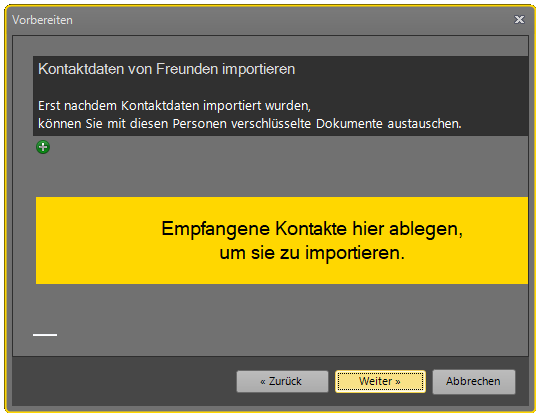 Vorbereiten
Kontaktdaten von Freunden importieren
Erst nachdem Kontaktdaten importiert wurden,
können Sie mit diesen Personen verschlüsselte Dokumente austauschen.
Empfangene Kontakte hier ablegen,
um sie zu importieren.
« Zurück
Weiter »
Abbrechen